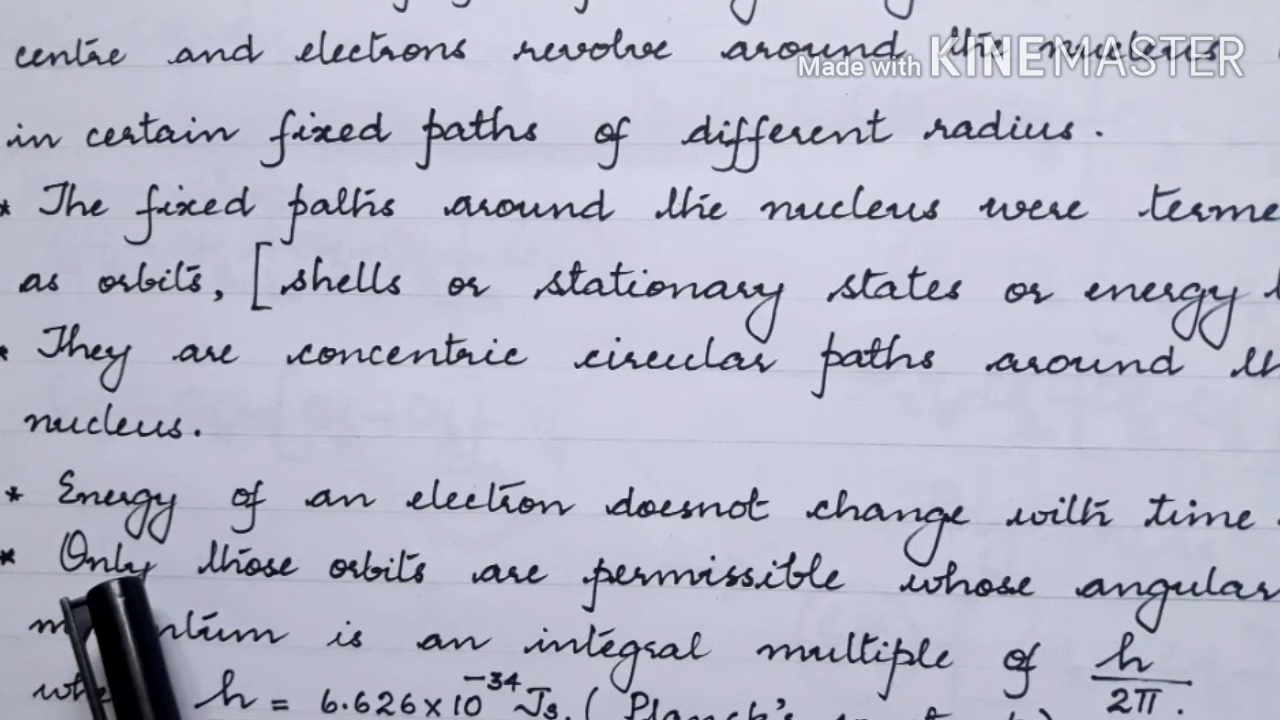 centre and electrons revolve around the nucleus
Made with KINEMASTER
in certain fixed paths of different radius.
* The fixed paths around the nucleus were terme
as orbits, [shells or stationary states or energy
* They are concentric circular paths around th
nucleus.
* Energy of an electron doesnot change with time.
* Only those orbits are permissible whose angular
is an integral multiple of h/2π.
h = 6.626×10⁻³⁴Js. (Planck's